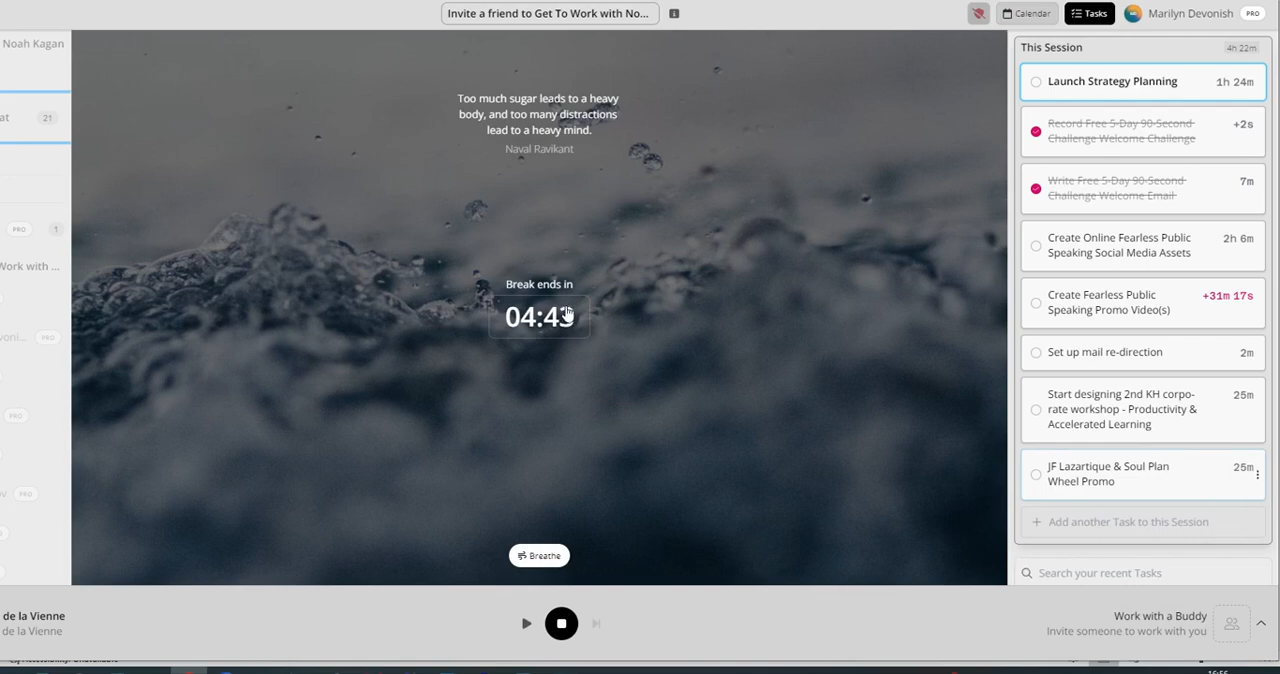 Invite a friend to Get To Work with No...
Calendar
Tasks
Marilyn Devonish
PRO
Noah Kagan
at
21
PRO
1
Work with ...
PRO
PRO
PRO
Too much sugar leads to a heavy
body, and too many distractions
lead to a heavy mind.
Naval Ravikant
Break ends in
04:43
Breathe
This Session
4h 22m
Launch Strategy Planning
1h 24m
Record Free 5-Day 90-Second
Challenge Welcome Challenge
+2s
Write Free 5-Day 90-Second
Challenge Welcome Email
7m
Create Online Fearless Public
Speaking Social Media Assets
2h 6m
Create Fearless Public
Speaking Promo Video(s)
+31m 17s
Set up mail re-direction
2m
Start designing 2nd KH corpo-
rate workshop - Productivity &
Accelerated Learning
25m
JF Lazartique & Soul Plan
Wheel Promo
25m
+ Add another Task to this Session
Search your recent Tasks
de la Vienne
de la Vienne
Work with a Buddy
Invite someone to work with you